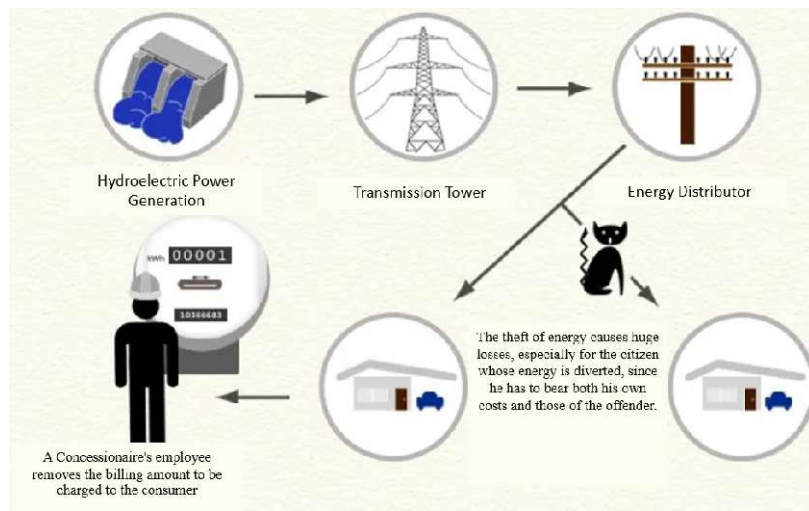 Hydroelectric Power
Generation
Transmission Tower
Energy Distributor
kWh 00001
10366683
The theft of energy causes huge
losses, especially for the citizen
whose energy is diverted, since
he has to bear both his own
costs and those of the offender.
A Concessionaire's employee
removes the billing amount to be
charged to the consumer